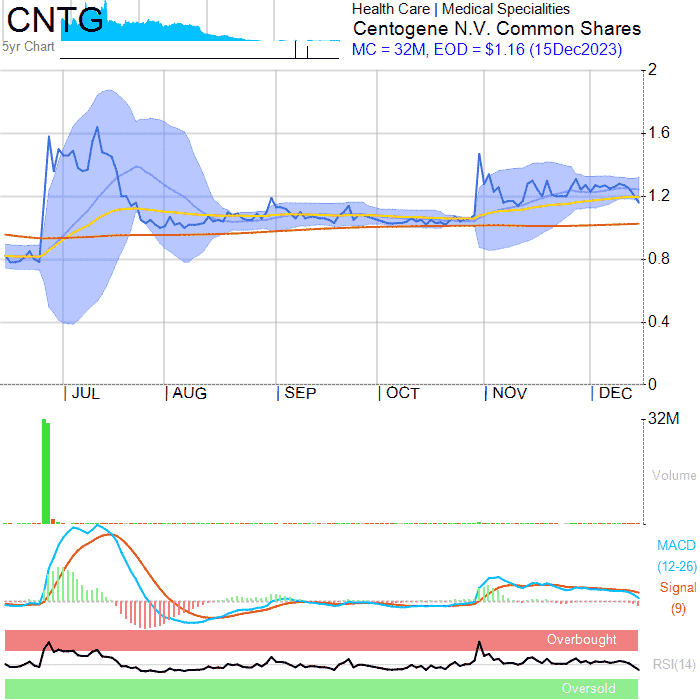 CNTG
5yr Chart
Health Care | Medical Specialities
Centogene N.V. Common Shares
MC = 32M, EOD = $1.16 (15Dec2023)
2
1.6
1.2
0.8
0.4
0
JUL
AUG
SEP
OCT
NOV
DEC
32M
Volume
MACD
(12-26)
Signal
(9)
Overbought
RSI(14)
Oversold